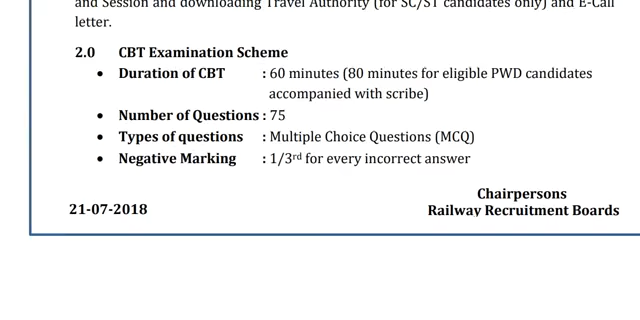 and Session and downloading Travel Authority (for SC/ST candidates only) and E-Call
letter.
2.0 CBT Examination Scheme
• Duration of CBT : 60 minutes (80 minutes for eligible PWD candidates
accompanied with scribe)
• Number of Questions : 75
• Types of questions : Multiple Choice Questions (MCQ)
• Negative Marking : 1/3rd for every incorrect answer
Chairpersons
21-07-2018 Railway Recruitment Boards